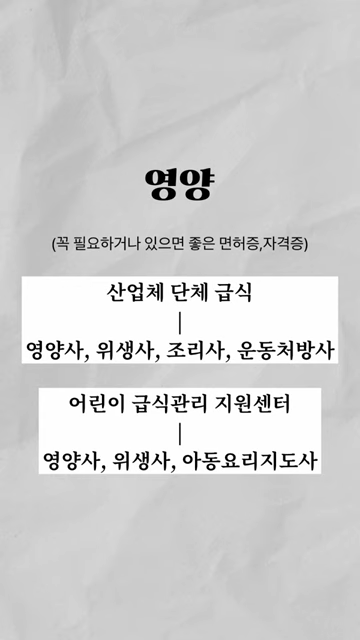 영양
(꼭 필요하거나 있으면 좋은 면허증,자격증)
산업체 단체 급식
|
영양사, 위생사, 조리사, 운동처방사
어린이 급식관리 지원센터
|
영양사, 위생사, 아동요리지도사